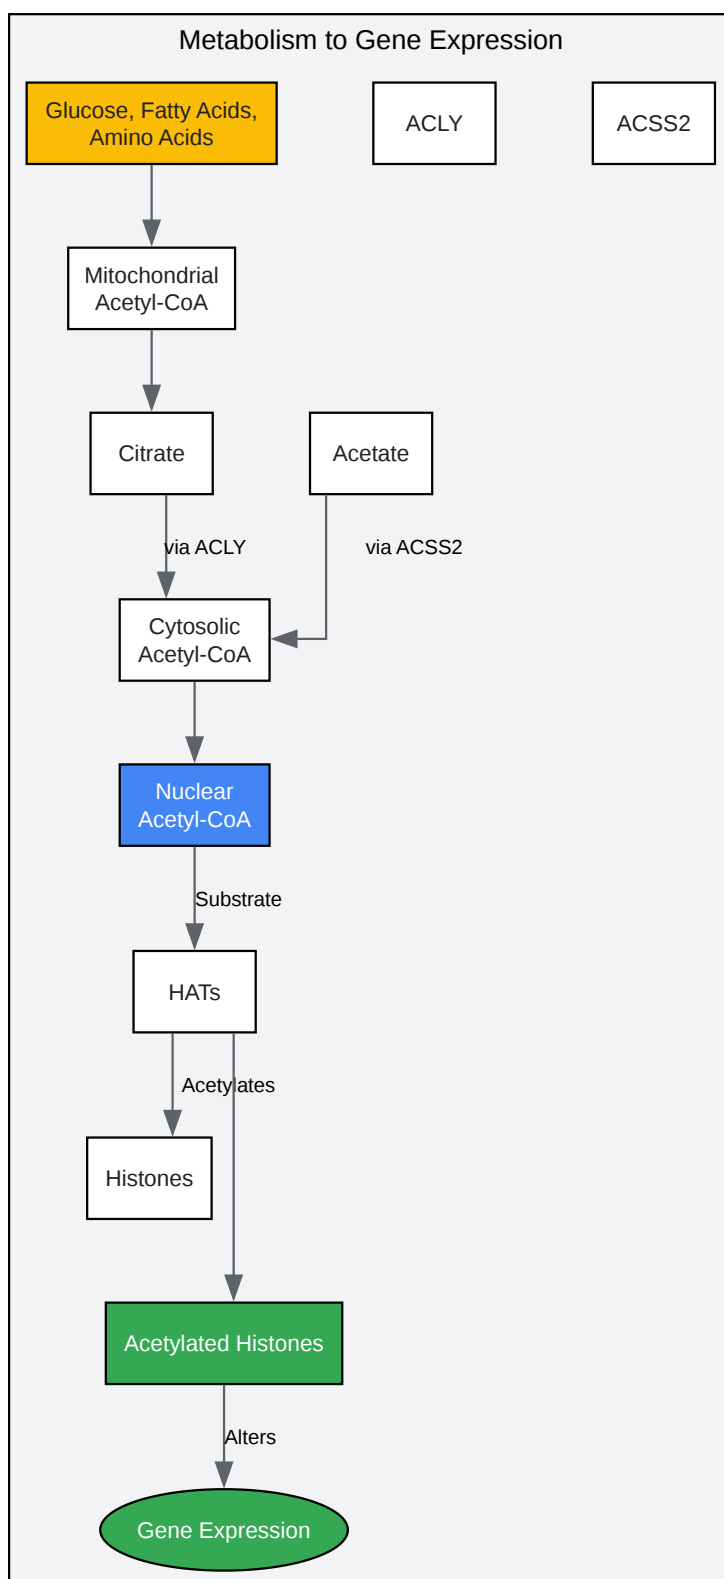 Metabolism to Gene Expression
Glucose, Fatty Acids,
Amino Acids
ACLY
ACSS2
Mitochondrial
Acetyl-CoA
Citrate
Acetate
via ACLY
via ACSS2
Cytosolic
Acetyl-CoA
Nuclear
Acetyl-CoA
Substrate
HATs
Acetylates
Histones
Acetylated Histones
Alters
Gene Expression